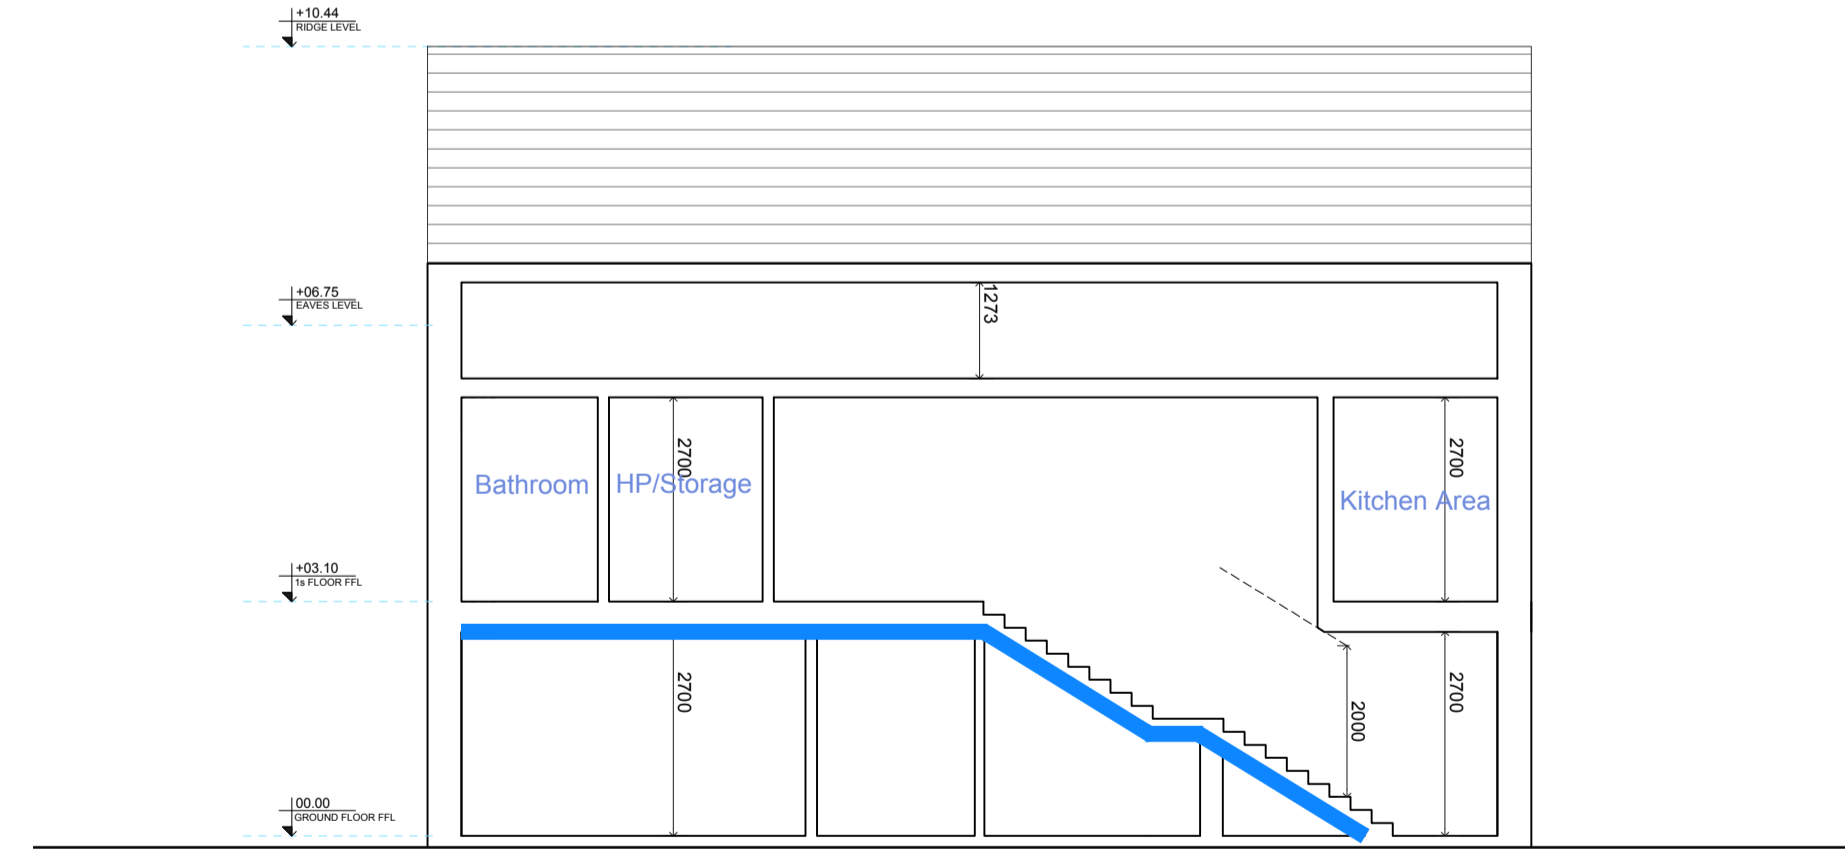 +10.44
RIDGE LEVEL
+06.75
EAVES LEVEL
1273
2700
2700
Bathroom
HP/Storage
Kitchen Area
+03.10
1s FLOOR FFL
2700
2000
2700
00.00
GROUND FLOOR FFL